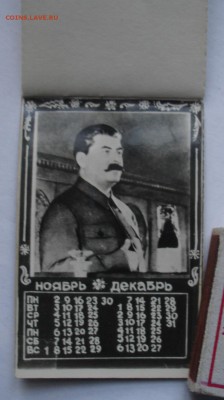 COINS.SU/RU
НОЯБРЬ ДЕКАБРЬ
ПН 2 9 16 23 30 7 14 21 28
ВТ 3 10 17 24 1 8 15 22 29
СР 4 11 18 25 2 9 16 23 30
ЧТ 5 12 19 26 3 10 17 24 31
6 13 20 27 4 11 18 25
СБ 7 14 21 28 5 12 19 26
ВС 1 8 15 22 29 6 13 20 27